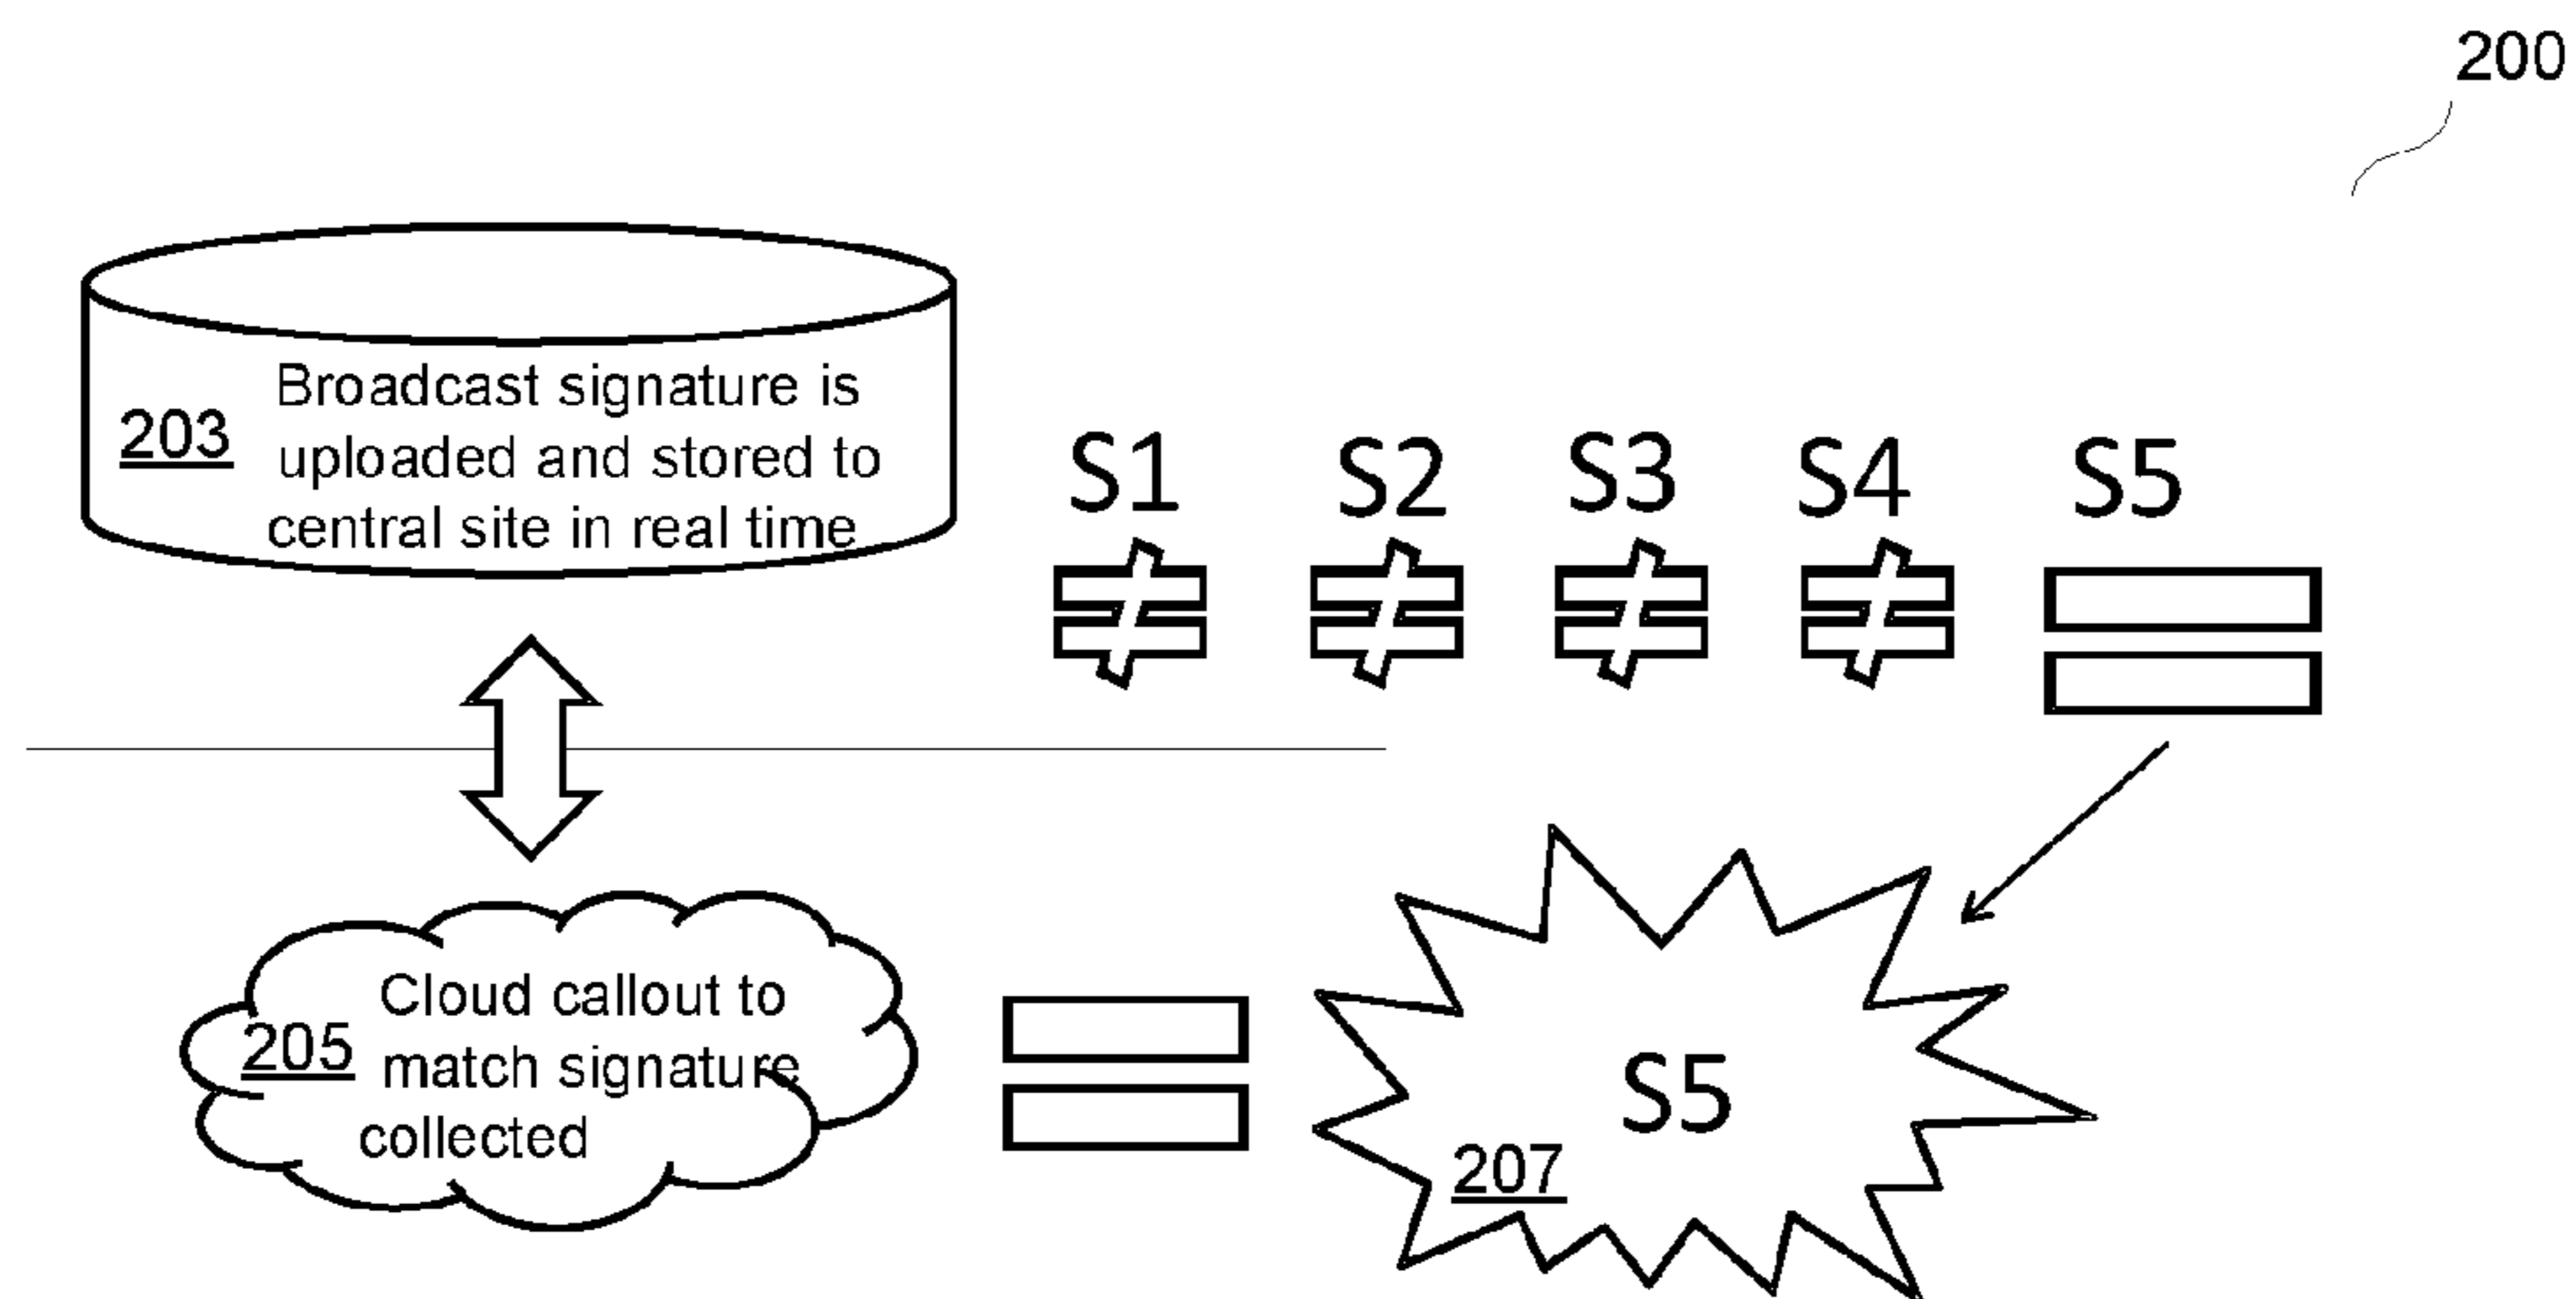 200
Broadcast signature is
203
uploaded and stored to
central site in real time
S1 S2 S3 S4 S5
Cloud callout to
205
match signature
collected
S5
207